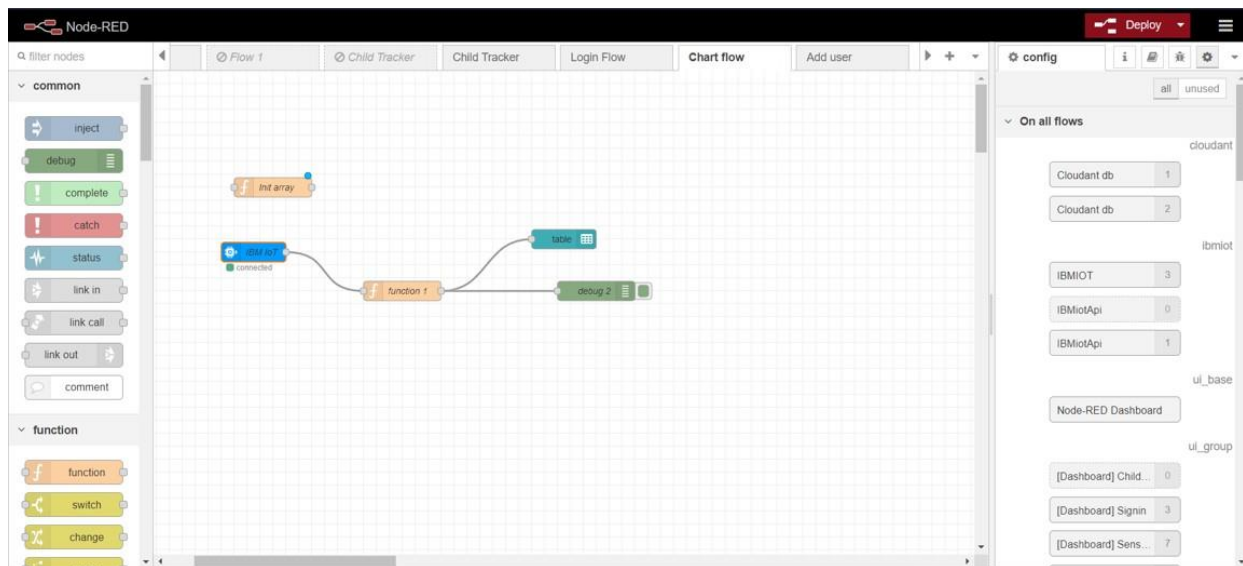 Node-RED
Deploy
filter nodes
Flow 1
Child Tracker
Child Tracker
Login Flow
Chart flow
Add user
config
all
unused
common
inject
debug
complete
catch
status
link in
link call
link out
comment
function
function
switch
change
Init array
IBM IoT
connected
function 1
table
debug 2
On all flows
cloudant
Cloudant db 1
Cloudant db 2
ibmiot
IBMIOT 3
IBMiotApi 0
IBMiotApi 1
ui_base
Node-RED Dashboard
ui_group
[Dashboard] Child... 0
[Dashboard] Signin 3
[Dashboard] Sens... 7